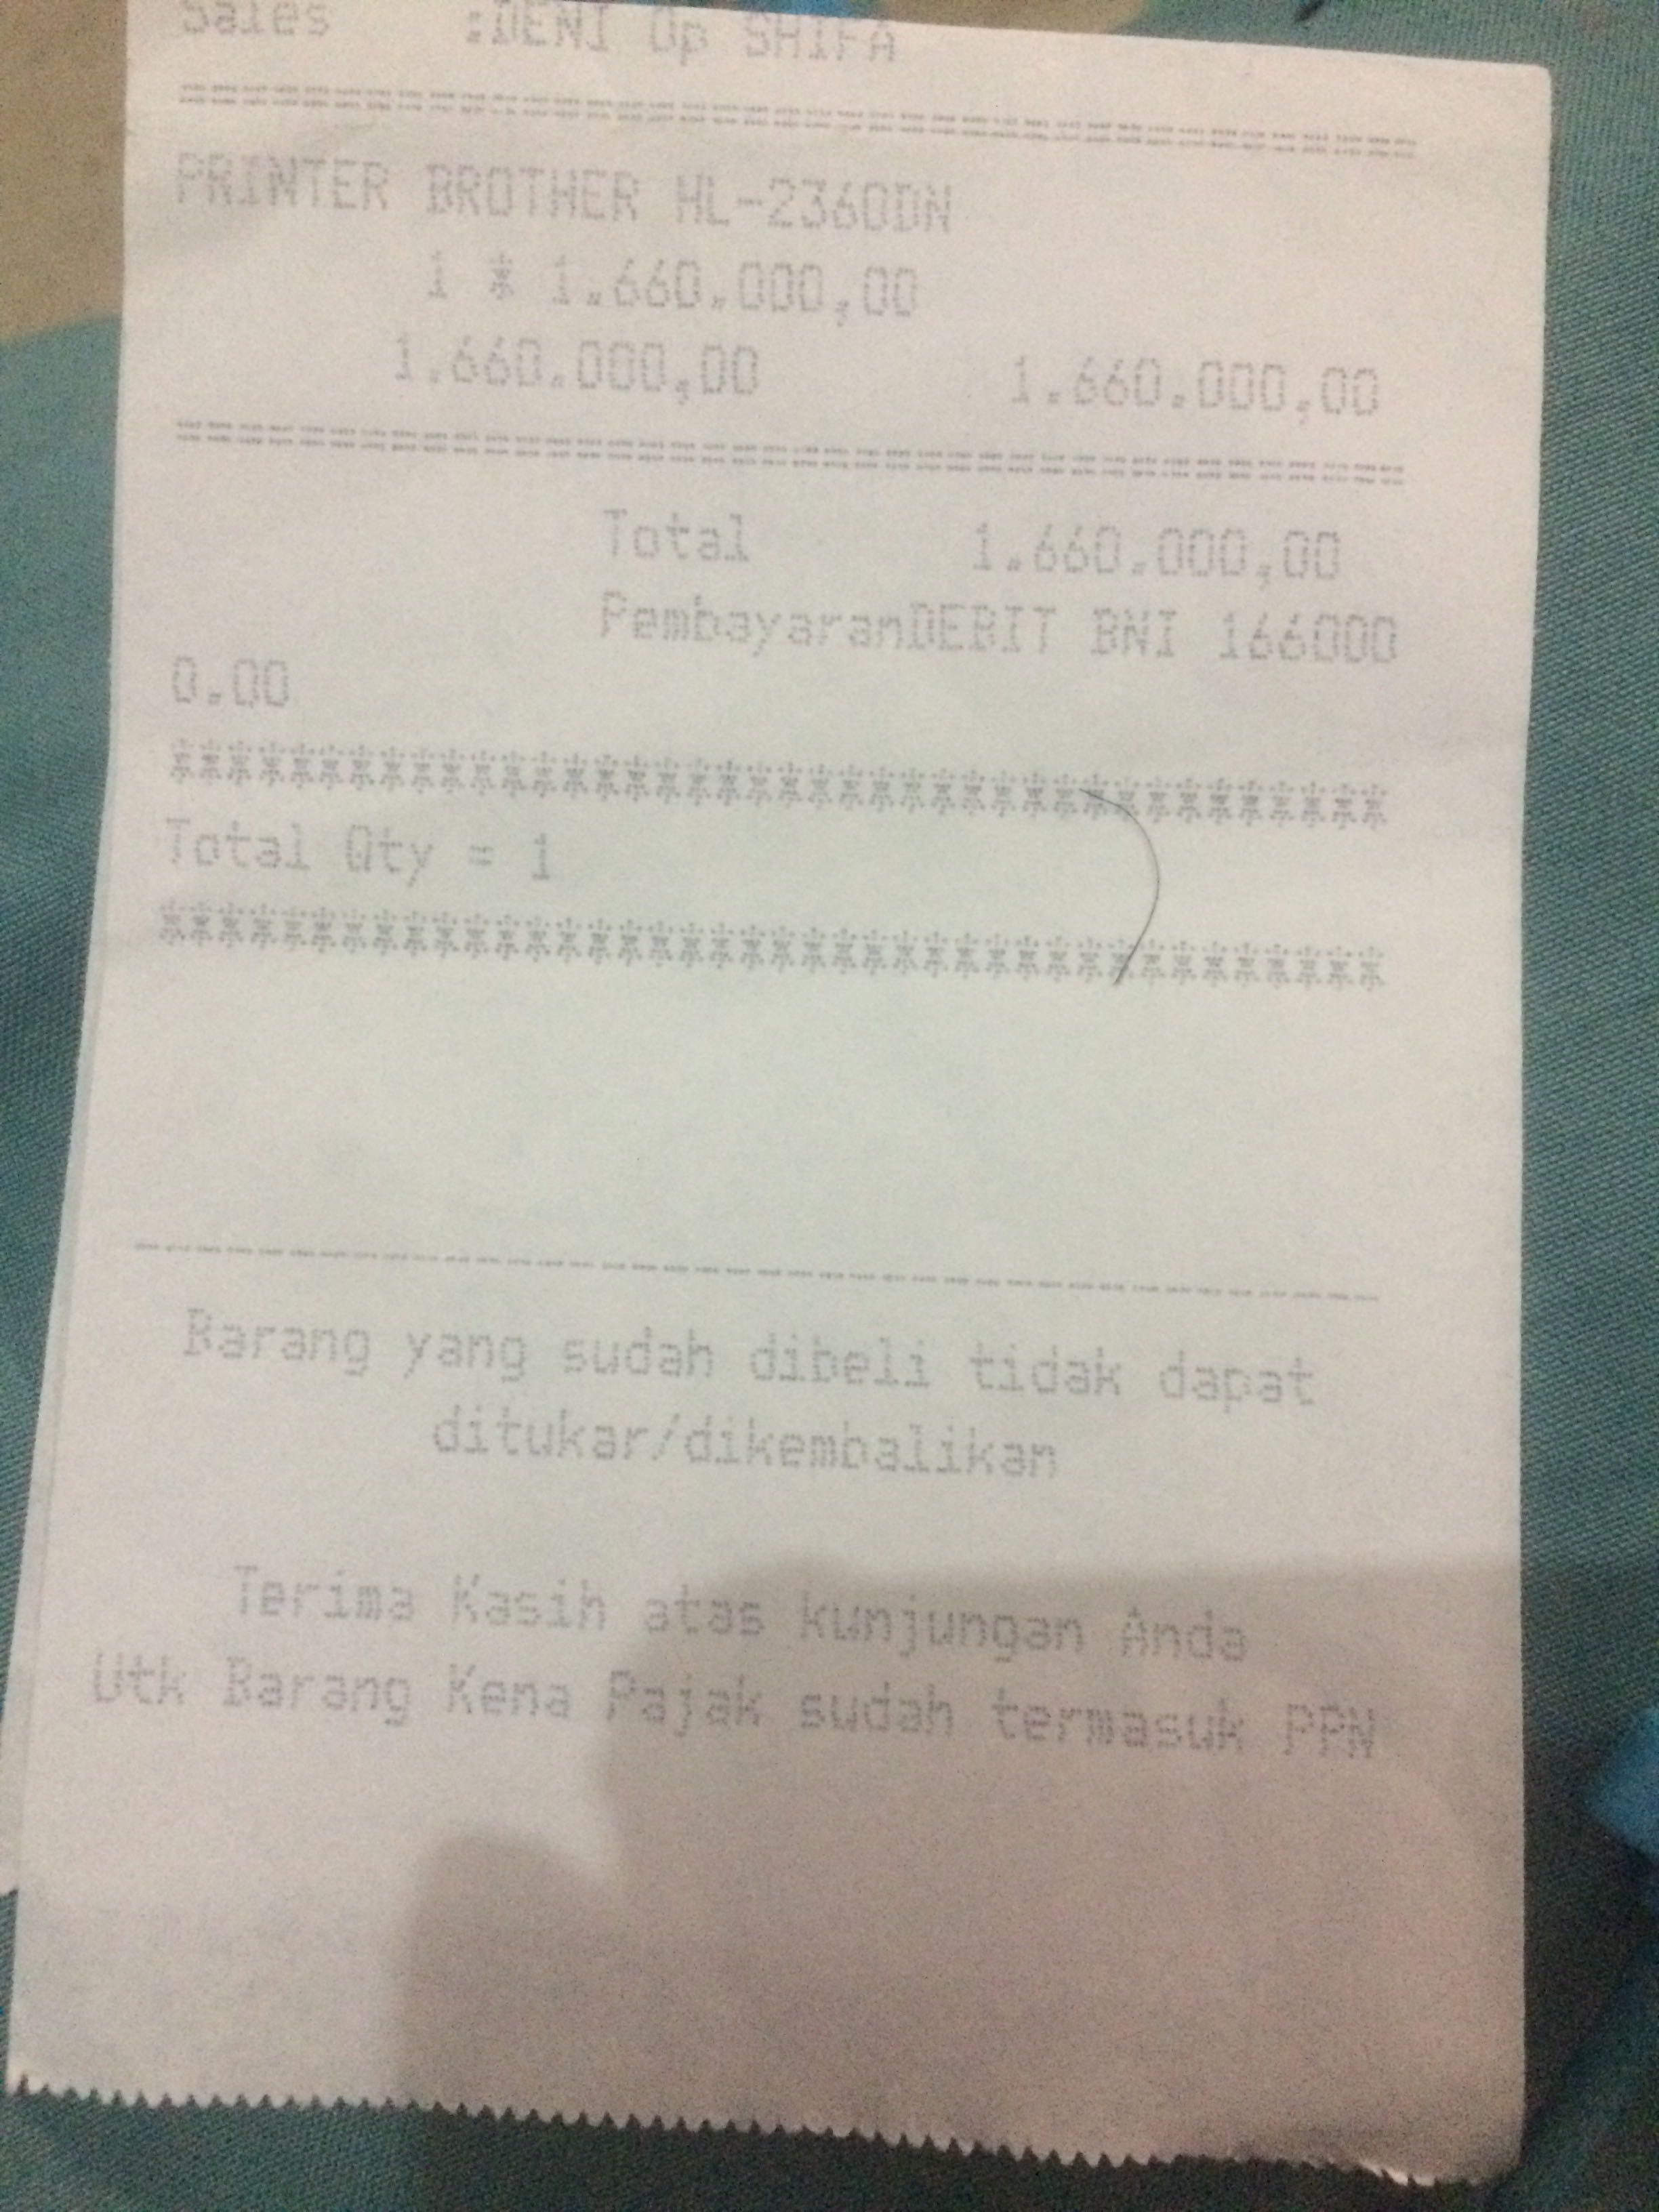 Sales :DENI Op SHIFA
========================================
PRINTER BROTHER HL-2360DN
1 * 1.660.000,00
1.660.000,00 1.660.000,00
========================================
Total 1.660.000,00
PembayaranDEBIT BNI 166000
0.00
****************************************
Total Qty = 1
****************************************
----------------------------------------
Barang yang sudah dibeli tidak dapat
ditukar/dikembalikan
Terima Kasih atas kunjungan Anda
Utk Barang Kena Pajak sudah termasuk PPN